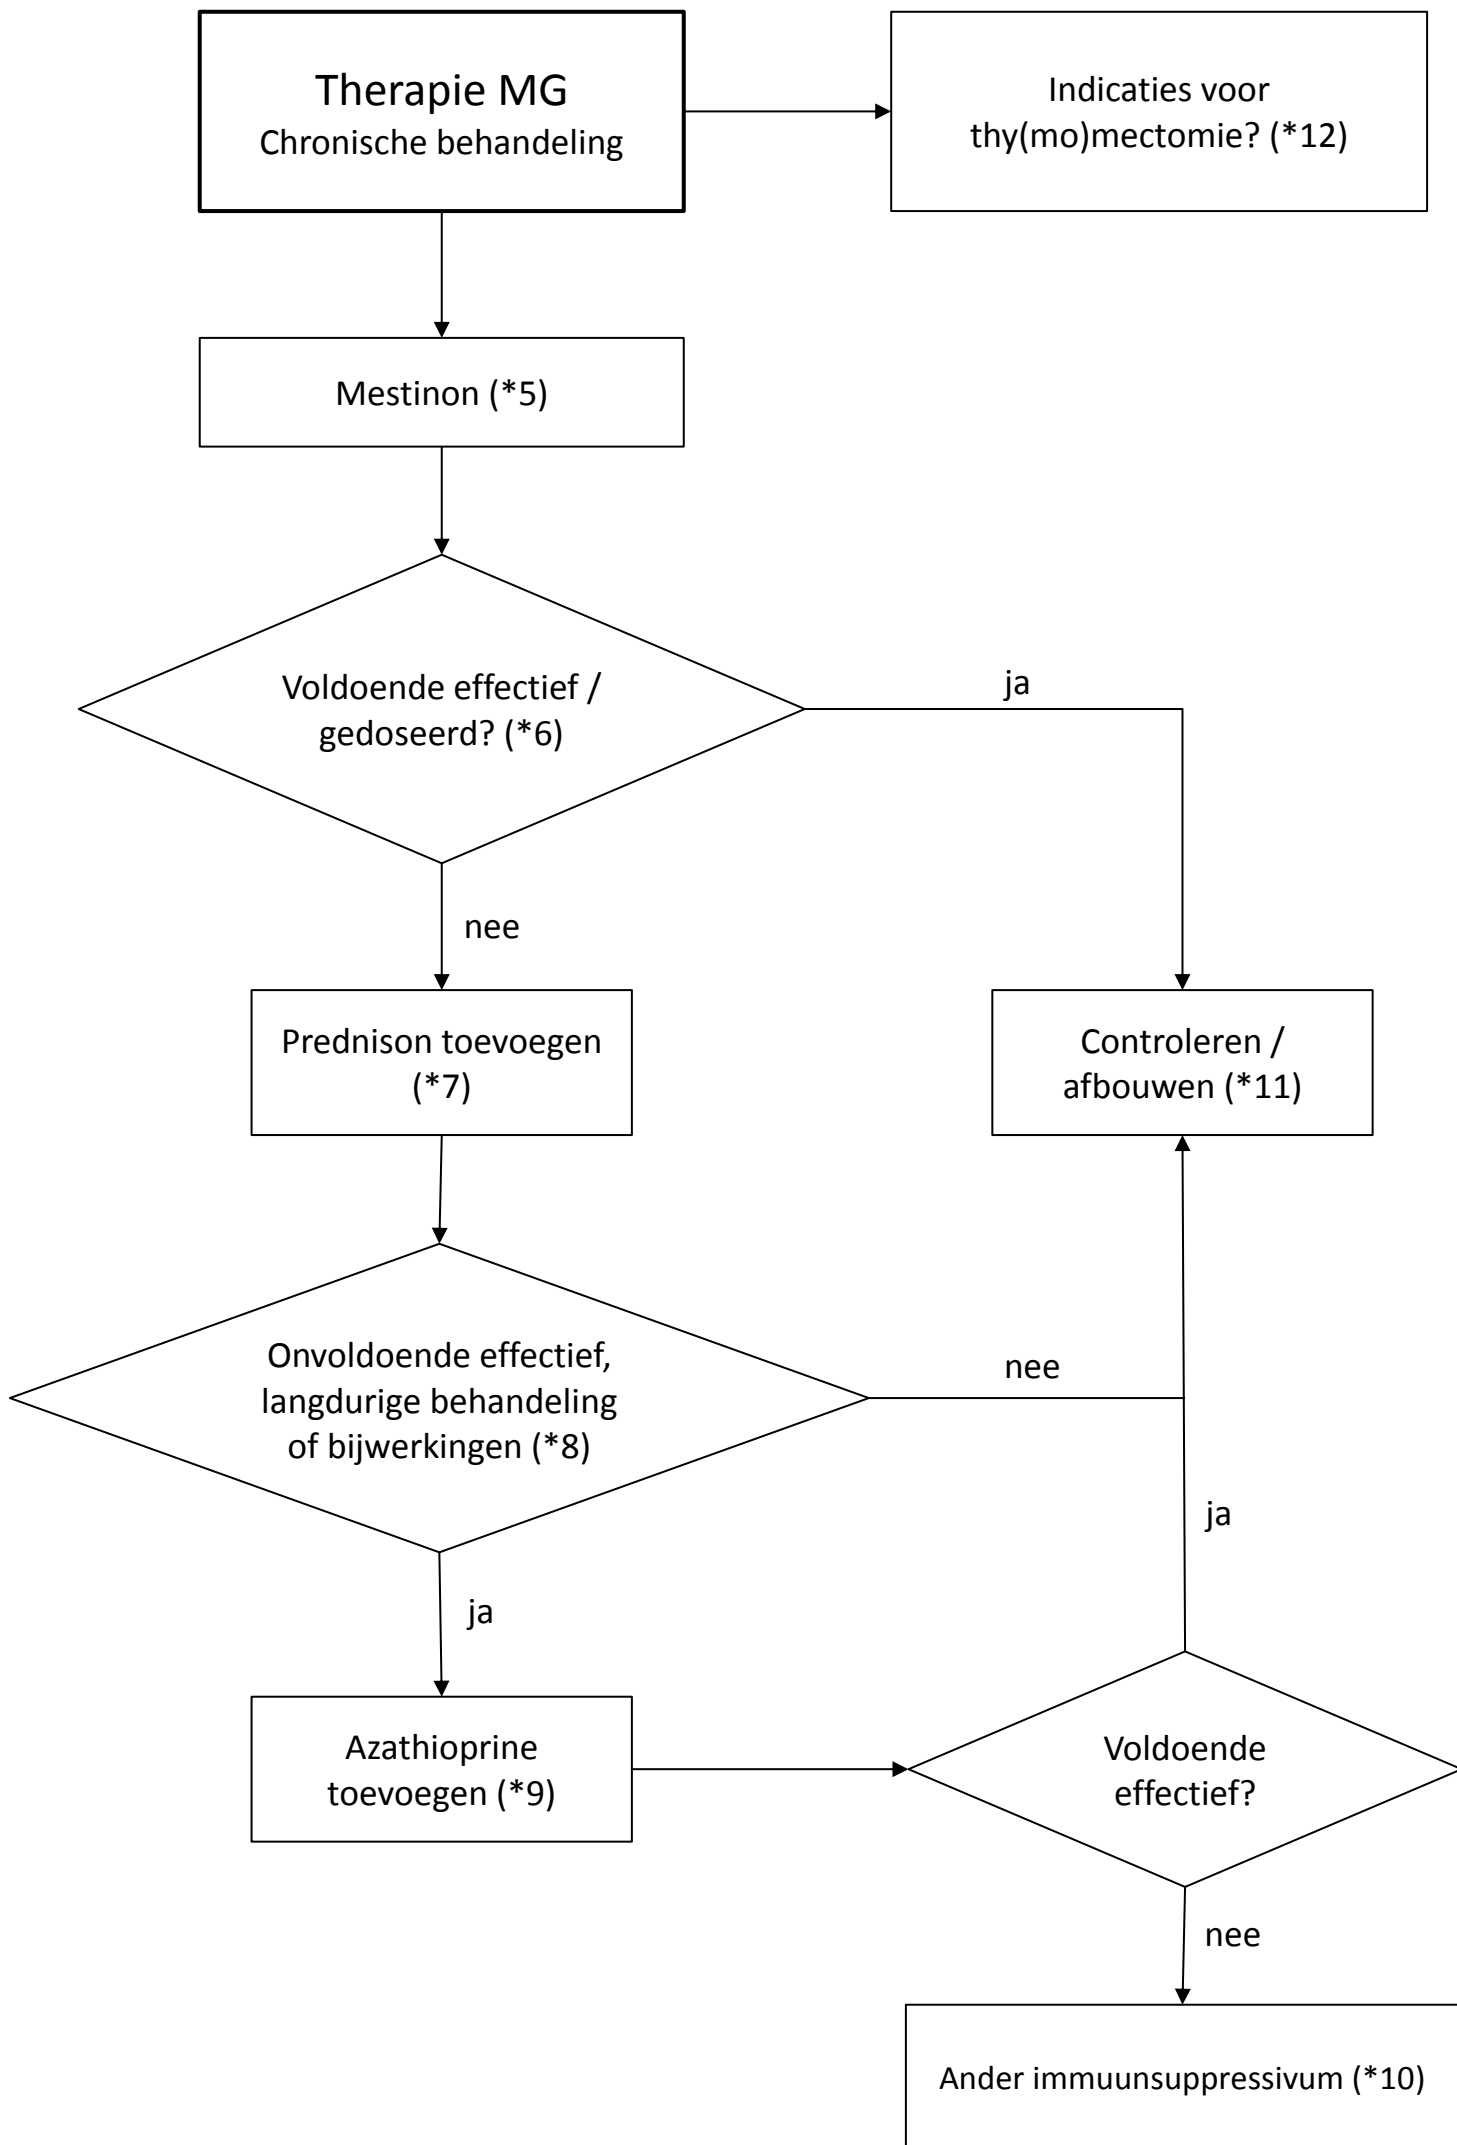 Therapie MG
Chronische behandeling
Indicaties voor
thy(mo)mectomie? (*12)
Mestinon (*5)
Voldoende effectief /
gedoseerd? (*6)
ja
nee
Prednison toevoegen
(*7)
Controleren /
afbouwen (*11)
Onvoldoende effectief,
langdurige behandeling
of bijwerkingen (*8)
nee
ja
ja
Azathioprine
toevoegen (*9)
Voldoende
effectief?
nee
Ander immuunsuppressivum (*10)